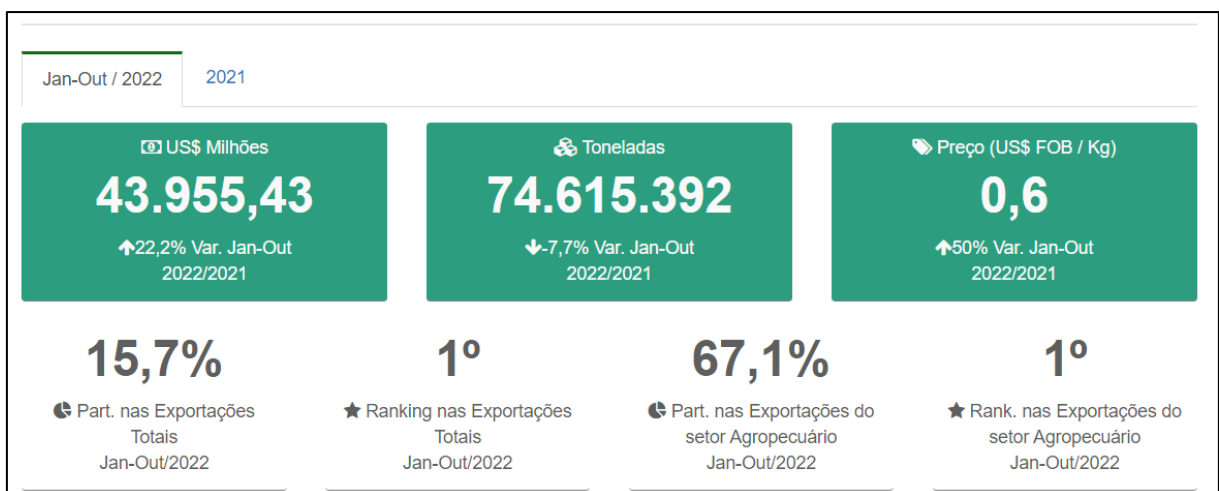 Jan-Out / 2022
2021
US$ Milhões
43.955,43
22,2% Var. Jan-Out
2022/2021
Toneladas
74.615.392
-7,7% Var. Jan-Out
2022/2021
Preço (US$ FOB / Kg)
0,6
50% Var. Jan-Out
2022/2021
15,7%
Part. nas Exportações
Totais
Jan-Out/2022
1º
Ranking nas Exportações
Totais
Jan-Out/2022
67,1%
Part. nas Exportações do
setor Agropecuário
Jan-Out/2022
1º
Rank. nas Exportações do
setor Agropecuário
Jan-Out/2022